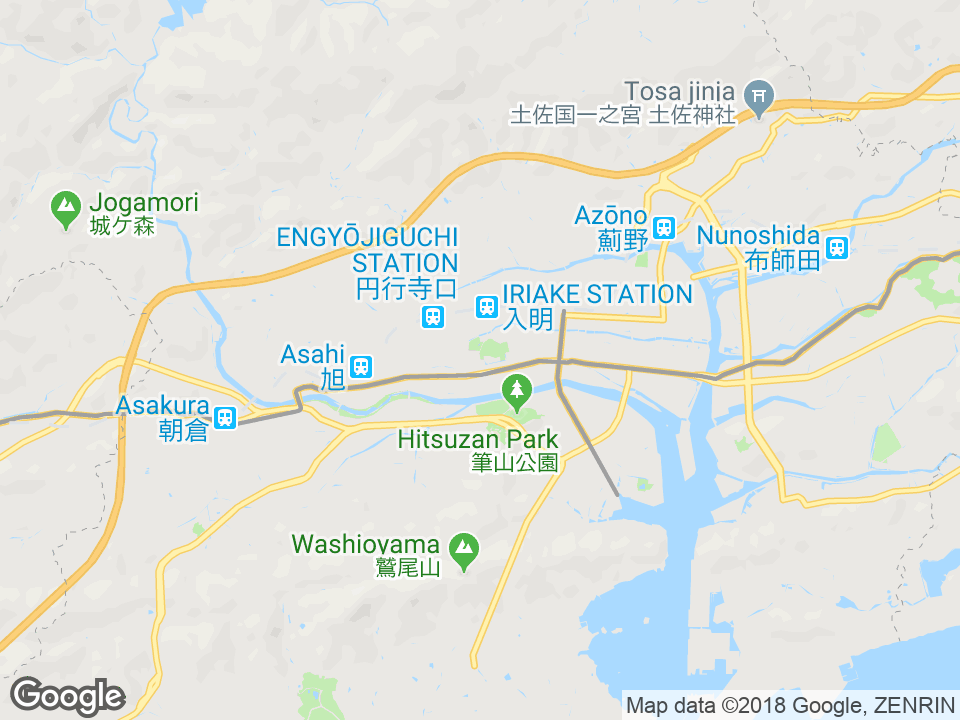 Tosa jinja
土佐国一之宮 土佐神社
Jogamori
城ケ森
Azōno
薊野
ENGYŌJIGUCHI
STATION
円行寺口
Nunoshida
布師田
IRIAKE STATION
入明
Asahi
旭
Asakura
朝倉
Hitsuzan Park
筆山公園
Washioyama
鷲尾山
Google
Map data ©2018 Google, ZENRIN